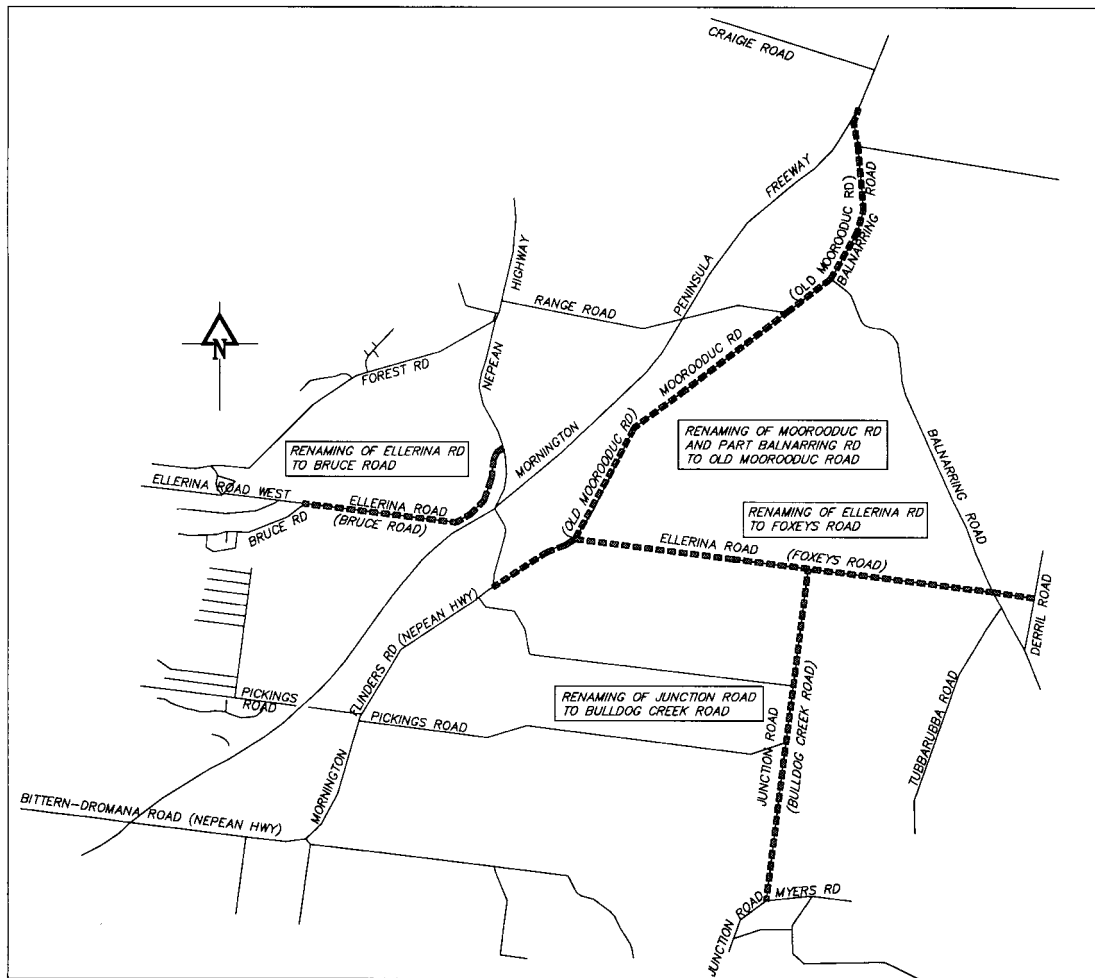 CRAIGIE ROAD
FREEWAY
(OLD MOOROODUC RD)
ROAD
BALNARRING
HIGHWAY
PENINSULA
RANGE ROAD
N
MOOROODUC RD
NEPEAN
FOREST RD
RENAMING OF ELLERINA RD
TO BRUCE ROAD
MORNINGTON
(OLD MOOROODUC RD)
RENAMING OF MOOROODUC RD
AND PART BALNARRING RD
TO OLD MOOROODUC ROAD
BALNARRING ROAD
ELLERINA ROAD WEST
ELLERINA ROAD
(BRUCE ROAD)
BRUCE RD
RENAMING OF ELLERINA RD
TO FOXEYS ROAD
ELLERINA ROAD
(FOXEYS ROAD)
DERRIL ROAD
FLINDERS RD (NEPEAN HWY)
PICKINGS
ROAD
PICKINGS ROAD
RENAMING OF JUNCTION ROAD
TO BULLDOG CREEK ROAD
JUNCTION ROAD
(BULLDOG CREEK ROAD)
TUBBARUBBA ROAD
MORNINGTON
BITTERN-DROMANA ROAD (NEPEAN HWY)
MYERS RD
JUNCTION ROAD